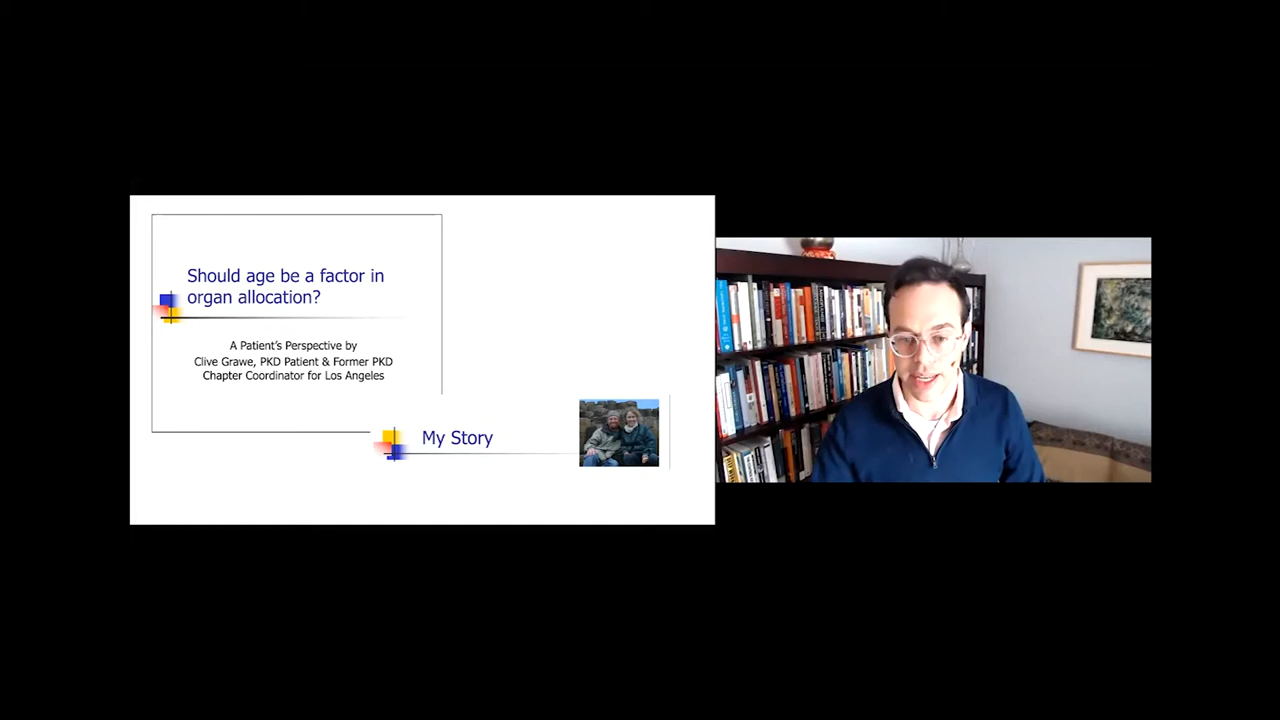 Should age be a factor in
organ allocation?
A Patient's Perspective by
Clive Grawe, PKD Patient & Former PKD
Chapter Coordinator for Los Angeles
My Story